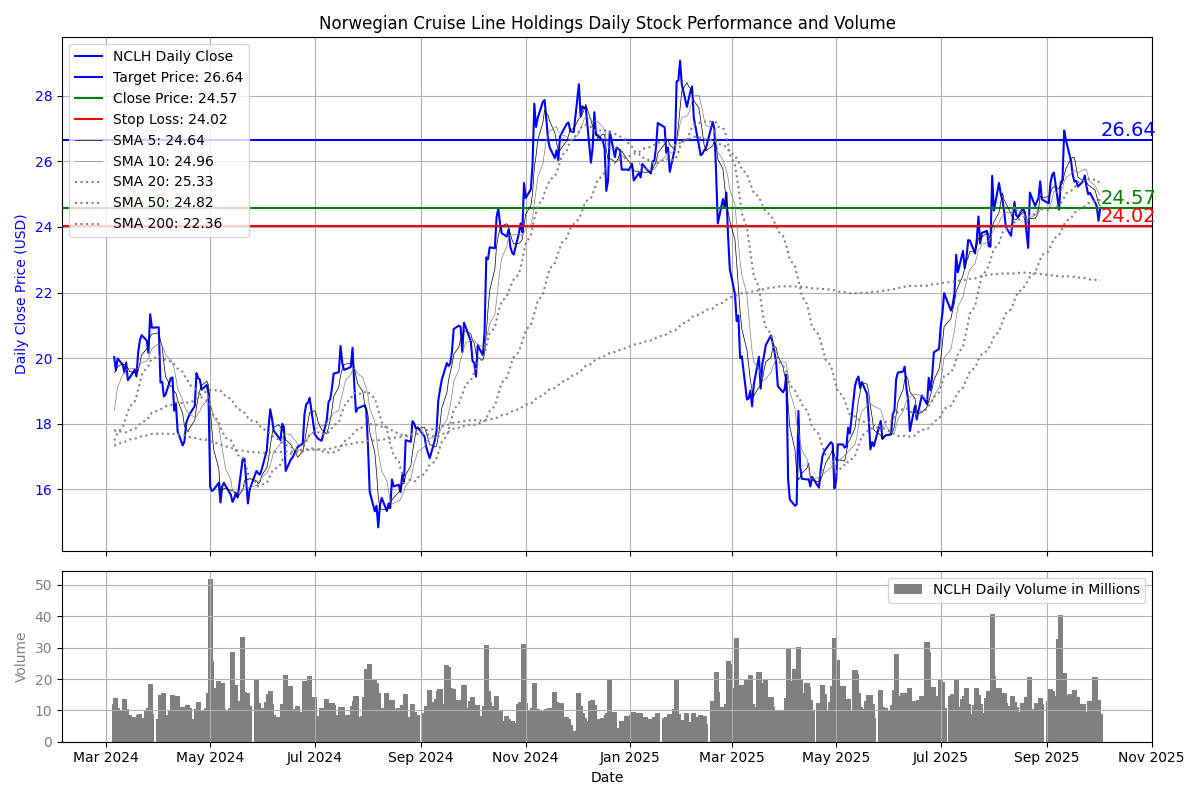 Norwegian Cruise Line Holdings Daily Stock Performance and Volume
NCLH Daily Close
Target Price: 26.64
Close Price: 24.57
Stop Loss: 24.02
SMA 5: 24.64
SMA 10: 24.96
SMA 20: 25.33
SMA 50: 24.82
SMA 200: 22.36
Daily Close Price (USD)
28
26
24
22
20
18
16
26.64
24.57
24.02
NCLH Daily Volume in Millions
Volume
50
40
30
20
10
0
Mar 2024 May 2024 Jul 2024 Sep 2024 Nov 2024 Jan 2025 Mar 2025 May 2025 Jul 2025 Sep 2025 Nov 2025
Date